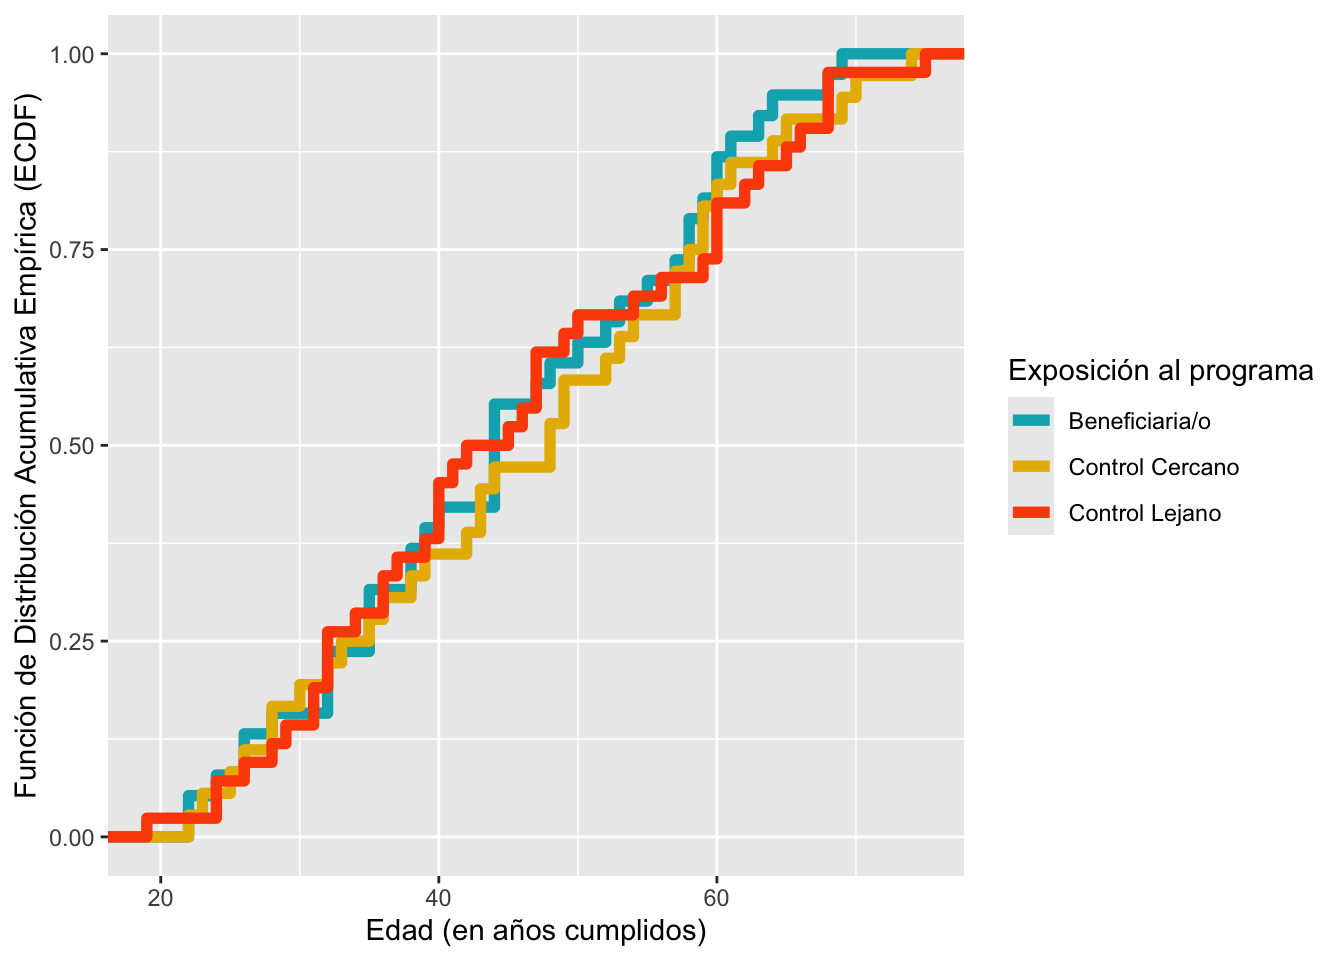 Función de Distribución Acumulativa Empírica (ECDF)
1.00
0.75
0.50
0.25
0.00
20
40
60
Edad (en años cumplidos)
Exposición al programa
Beneficiaria/o
Control Cercano
Control Lejano